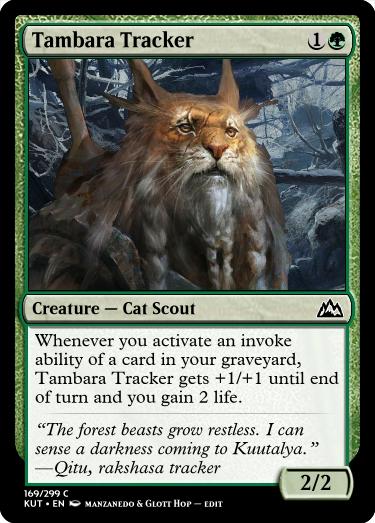 Tambara Tracker 1
Creature — Cat Scout
Whenever you activate an invoke
ability of a card in your graveyard,
Tambara Tracker gets +1/+1 until end
of turn and you gain 2 life.
“The forest beasts grow restless. I can
sense a darkness coming to Kuutalya.”
—Qitu, rakshasa tracker
2/2
169/299 C
KUT • EN MANZANEDO & GLOTT HOP — EDIT